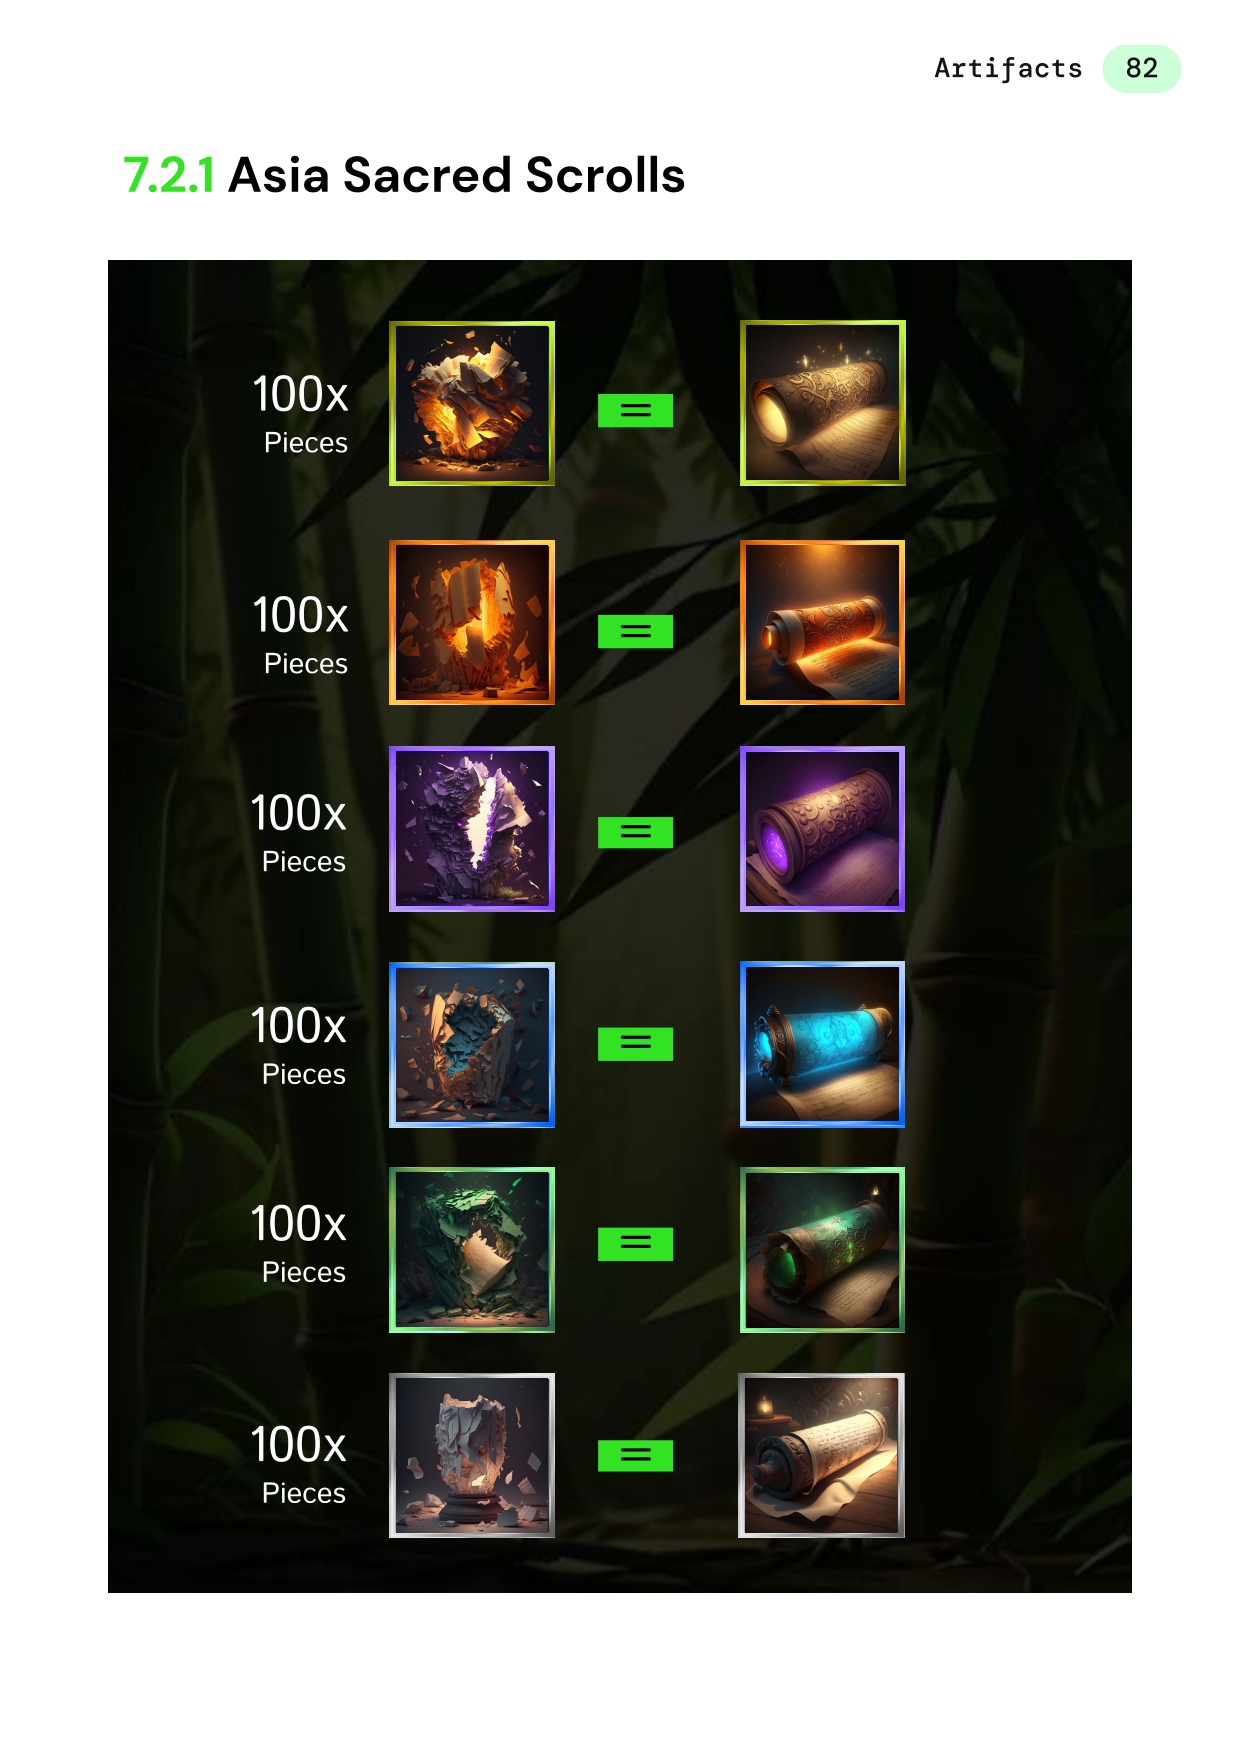 Artifacts 82
7.2.1 Asia Sacred Scrolls
100x
Pieces
=
100x
Pieces
=
100x
Pieces
=
100x
Pieces
=
100x
Pieces
=
100x
Pieces
=